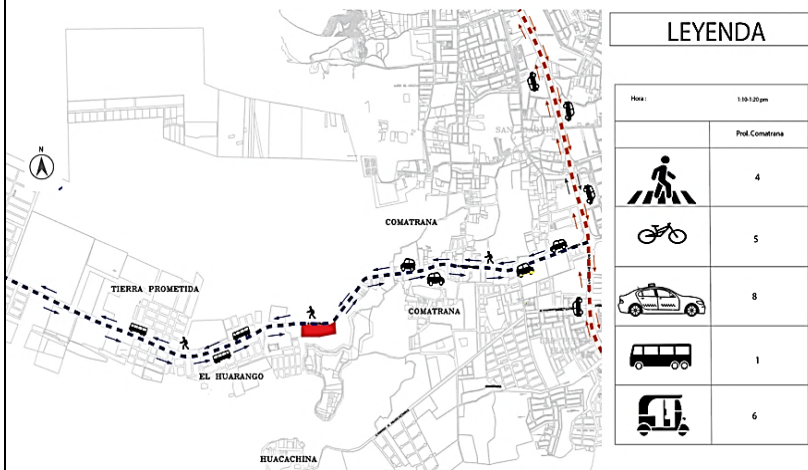 LEYENDA
Hora :
1:10-1:20 pm
Prol. Comatrana
4
5
8
1
6
N
COMATRANA
TIERRA PROMETIDA
COMATRANA
EL HUARANGO
HUACACHINA